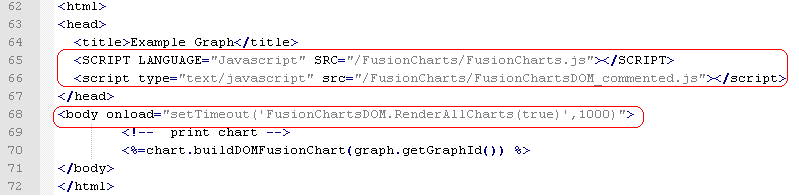 62 <html>
63 <head>
64 <title>Example Graph</title>
65 <SCRIPT LANGUAGE="Javascript" SRC="/FusionCharts/FusionCharts.js"></SCRIPT>
66 <script type="text/javascript" src="/FusionCharts/FusionChartsDOM_commented.js"></script>
67 </head>
68 <body onload="setTimeout('FusionChartsDOM.RenderAllCharts(true)',1000)">
69 <!-- print chart -->
70 <%=chart.buildDOMFusionChart(graph.getGraphId()) %>
71 </body>
72 </html>